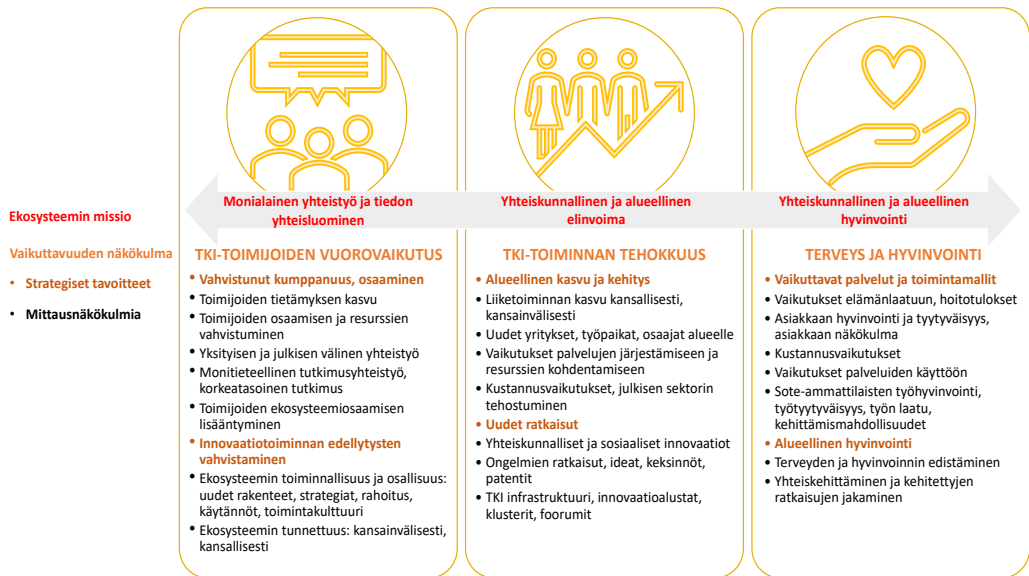 Ekosysteemin missio
Vaikuttavuuden näkökulma
• Strategiset tavoitteet
• Mittausnäkökulmia
Monialainen yhteistyö ja tiedon
yhteisluominen
TKI-TOIMIJOIDEN VUOROVAIKUTUS
• Vahvistunut kumppanuus, osaaminen
• Toimijoiden tietämyksen kasvu
• Toimijoiden osaamisen ja resurssien
vahvistuminen
• Yksityisen ja julkisen välinen yhteistyö
• Monitieteellinen tutkimusyhteistyö,
korkeatasoinen tutkimus
• Toimijoiden ekosysteemiosaamisen
lisääntyminen
• Innovaatiotoiminnan edellytysten
vahvistaminen
• Ekosysteemin toiminnallisuus ja osallisuus:
uudet rakenteet, strategiat, rahoitus,
käytännöt, toimintakulttuuri
• Ekosysteemin tunnettuus: kansainvälisesti,
kansallisesti
Yhteiskunnallinen ja alueellinen
elinvoima
TKI-TOIMINNAN TEHOKKUUS
• Alueellinen kasvu ja kehitys
• Liiketoiminnan kasvu kansallisesti,
kansainvälisesti
• Uudet yritykset, työpaikat, osaajat alueelle
• Vaikutukset palvelujen järjestämiseen ja
resurssien kohdentamiseen
• Kustannusvaikutukset, julkisen sektorin
tehostuminen
• Uudet ratkaisut
• Yhteiskunnalliset ja sosiaaliset innovaatiot
• Ongelmien ratkaisut, ideat, keksinnöt,
patentit
• TKI infrastruktuuri, innovaatioalustat,
klusterit, foorumit
Yhteiskunnallinen ja alueellinen
hyvinvointi
TERVEYS JA HYVINVOINTI
• Vaikuttavat palvelut ja toimintamallit
• Vaikutukset elämänlaatuun, hoitotulokset
• Asiakkaan hyvinvointi ja tyytyväisyys,
asiakkaan näkökulma
• Kustannusvaikutukset
• Vaikutukset palveluiden käyttöön
• Sote-ammattilaisten työhyvinvointi,
työtyytyväisyys, työn laatu,
kehittämismahdollisuudet
• Alueellinen hyvinvointi
• Terveyden ja hyvinvoinnin edistäminen
• Yhteiskehittäminen ja kehitettyjen
ratkaisujen jakaminen